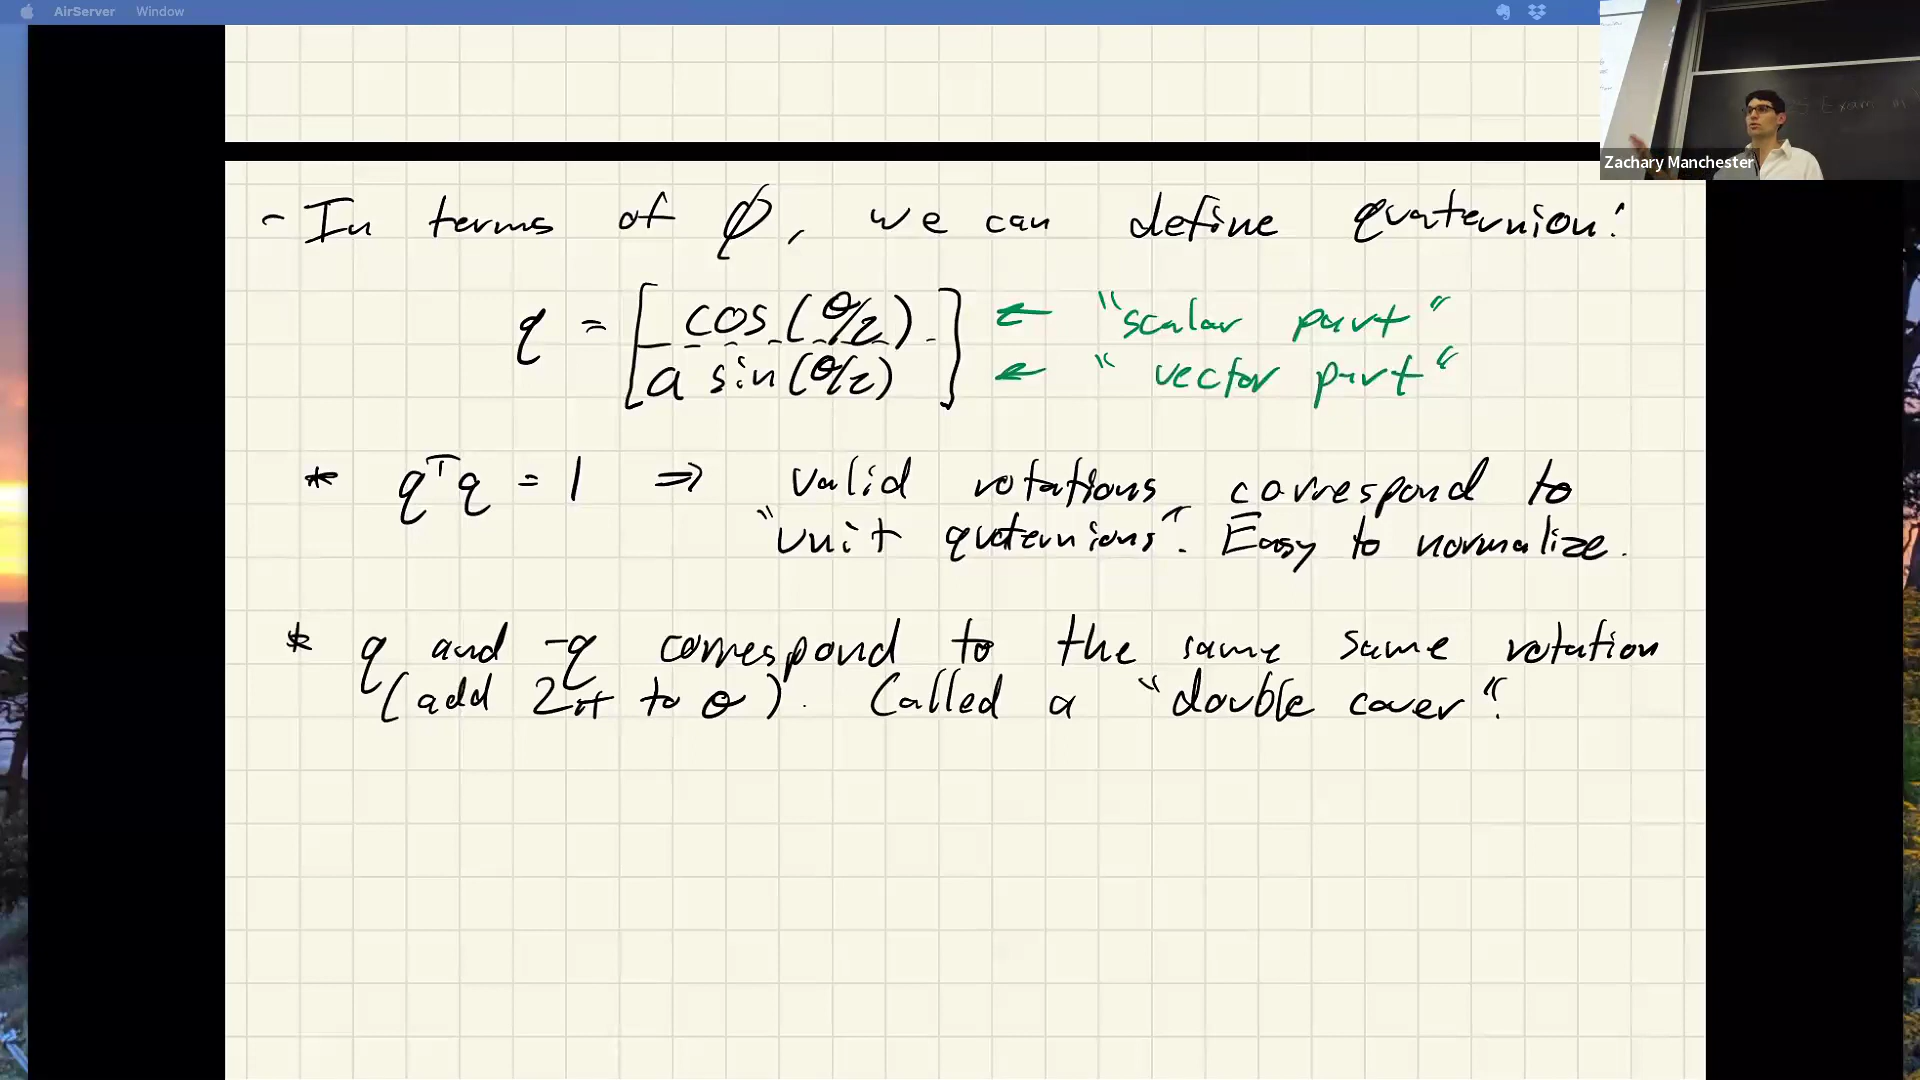 AirServer Window
Zachary Manchester
- In terms of ϕ, we can define quaternion:
q = [ cos(θ/2) ] ← "scalar part"
[ a sin(θ/2) ] ← "vector part"
* qᵀq = 1 ⇒ valid rotations correspond to
"unit quternions". Easy to normalize.
* q and -q correspond to the same same rotation
(add 2π to θ). Called a "double cover".